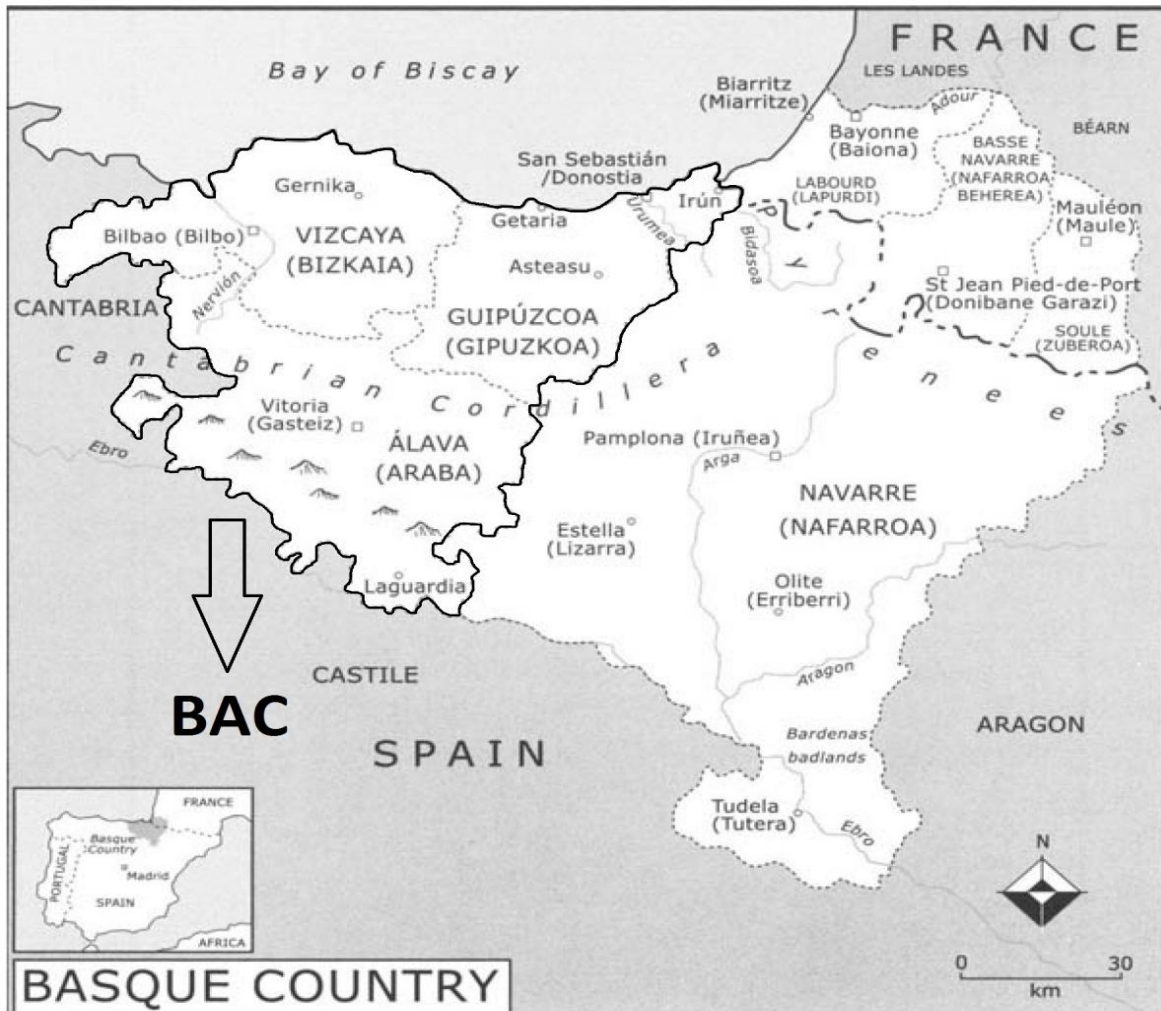 FRANCE
LES LANDES
Bay of Biscay
Biarritz
(Miarritze)
Adour
BÉARN
Bayonne
(Baiona)
BASSE
NAVARRE
(NAFARROA
BEHEREA)
San Sebastián
/Donostia
LABOURD
(LAPURDI)
Gernika
Irún
Mauléon
(Maule)
Getaria
Urumea
Bilbao (Bilbo)
VIZCAYA
(BIZKAIA)
Bidasoa
Asteasu
Nervión
St Jean Pied-de-Port
(Donibane Garazi)
CANTABRIA
GUIPÚZCOA
(GIPUZKOA)
SOULE
(ZUBEROA)
Pyrenees
Cantabrian Cordillera
Vitoria
(Gasteiz)
Ebro
ÁLAVA
(ARABA)
Pamplona (Iruñea)
Arga
NAVARRE
(NAFARROA)
Estella
(Lizarra)
Laguardia
Olite
(Erriberri)
CASTILE
Aragon
BAC
ARAGON
SPAIN
Bardenas
badlands
Tudela
(Tutera)
Ebro
FRANCE
Basque
Country
PORTUGAL
Madrid
SPAIN
AFRICA
N
0 30
km
BASQUE COUNTRY